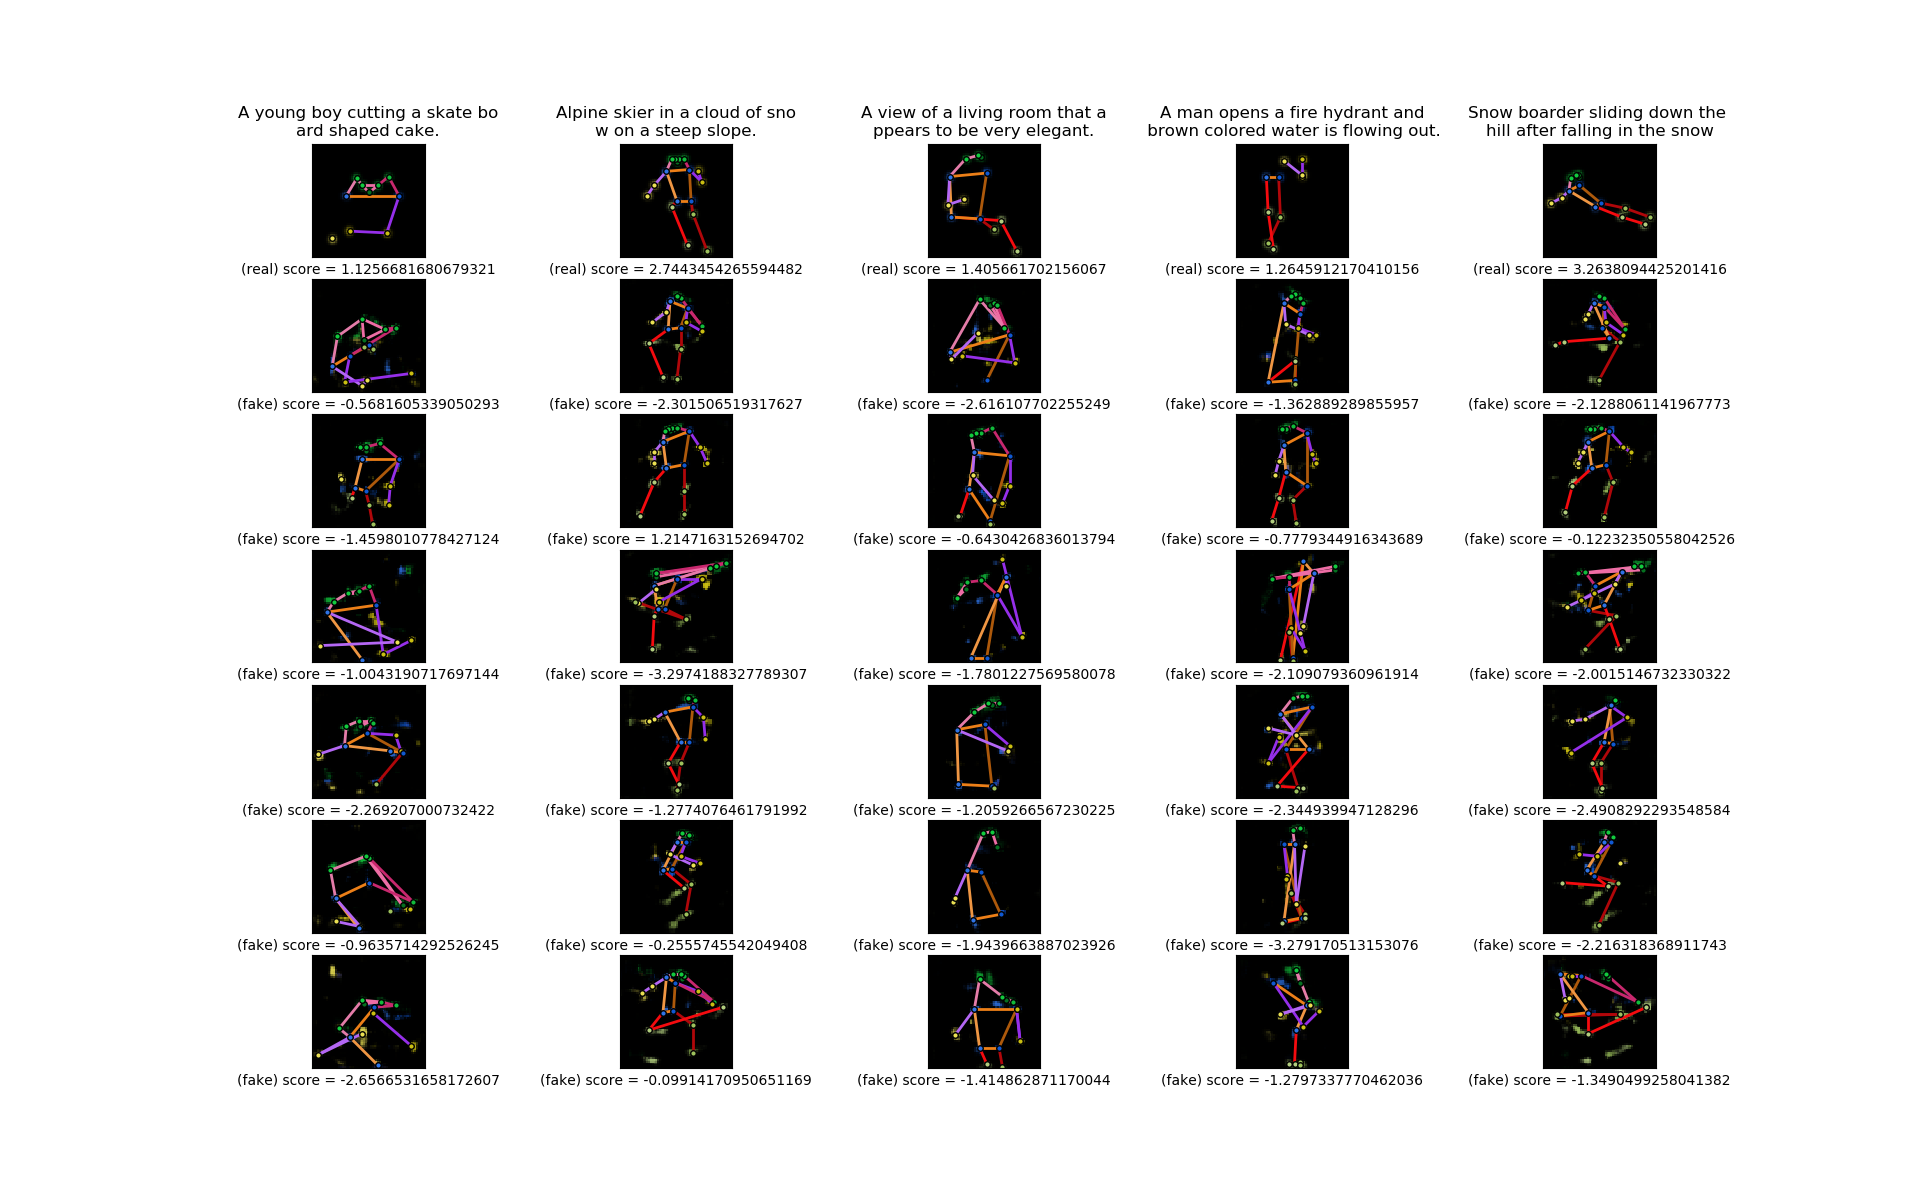 A young boy cutting a skate bo
ard shaped cake.
Alpine skier in a cloud of sno
w on a steep slope.
A view of a living room that a
ppears to be very elegant.
A man opens a fire hydrant and
brown colored water is flowing out.
Snow boarder sliding down the
hill after falling in the snow
(real) score = 1.1256681680679321
(real) score = 2.7443454265594482
(real) score = 1.405661702156067
(real) score = 1.2645912170410156
(real) score = 3.2638094425201416
(fake) score = -0.5681605339050293
(fake) score = -2.301506519317627
(fake) score = -2.616107702255249
(fake) score = -1.362889289855957
(fake) score = -2.1288061141967773
(fake) score = -1.4598010778427124
(fake) score = 1.2147163152694702
(fake) score = -0.6430426836013794
(fake) score = -0.7779344916343689
(fake) score = -0.12232350558042526
(fake) score = -1.0043190717697144
(fake) score = -3.2974188327789307
(fake) score = -1.7801227569580078
(fake) score = -2.109079360961914
(fake) score = -2.0015146732330322
(fake) score = -2.269207000732422
(fake) score = -1.2774076461791992
(fake) score = -1.2059266567230225
(fake) score = -2.344939947128296
(fake) score = -2.4908292293548584
(fake) score = -0.9635714292526245
(fake) score = -0.2555745542049408
(fake) score = -1.9439663887023926
(fake) score = -3.279170513153076
(fake) score = -2.216318368911743
(fake) score = -2.6566531658172607
(fake) score = -0.09914170950651169
(fake) score = -1.414862871170044
(fake) score = -1.2797337770462036
(fake) score = -1.3490499258041382